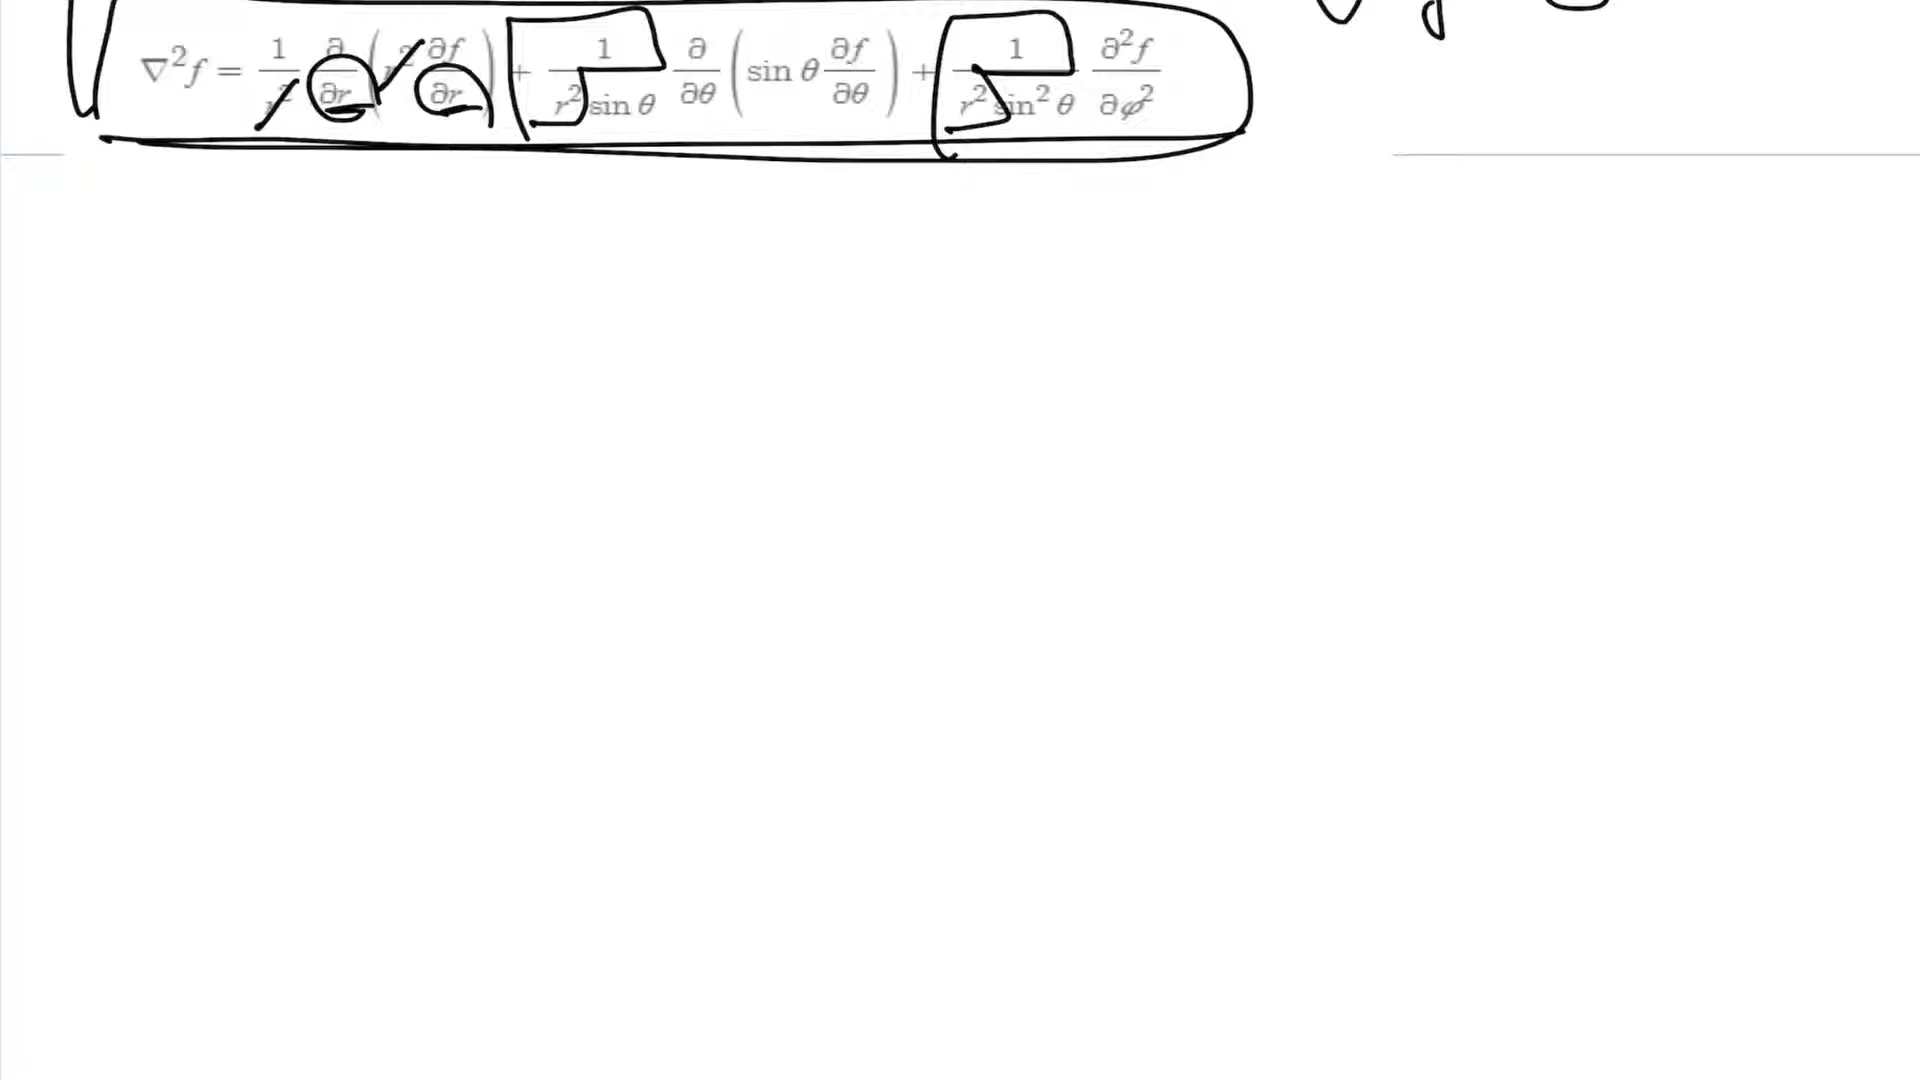 ∇²f = 1/r² ∂/∂r (r² ∂f/∂r) + 1/(r² sin θ) ∂/∂θ (sin θ ∂f/∂θ) + 1/(r² sin² θ) ∂²f/∂φ²